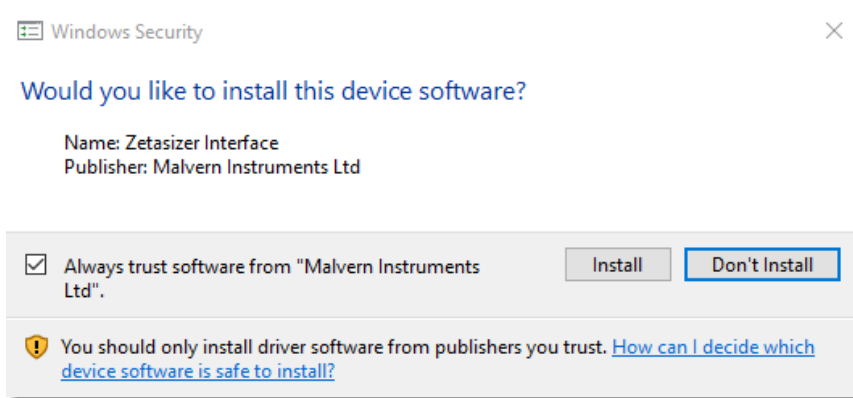 Windows Security
Would you like to install this device software?
Name: Zetasizer Interface
Publisher: Malvern Instruments Ltd
Always trust software from "Malvern Instruments
Ltd".
Install
Don't Install
You should only install driver software from publishers you trust. How can I decide which
device software is safe to install?